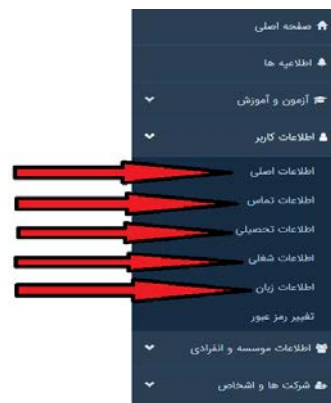 صفحه اصلی
اطلاعیه ها
آزمون و آموزش
اطلاعات کاربر
اطلاعات اصلی
اطلاعات تماس
اطلاعات تحصیلی
اطلاعات شغلی
اطلاعات زبان
تغییر رمز عبور
اطلاعات موسسه و انفرادی
شرکت ها و اشخاص